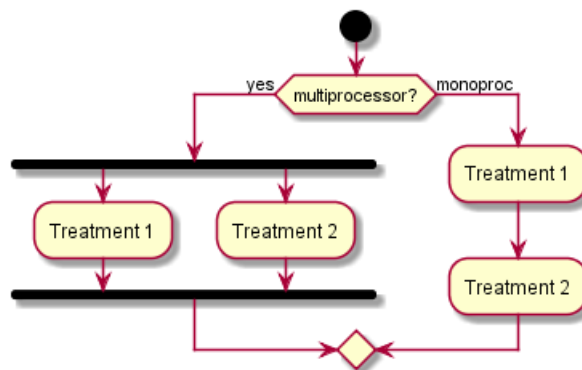 yes
multiprocessor?
monoproc
Treatment 1
Treatment 2
Treatment 1
Treatment 2